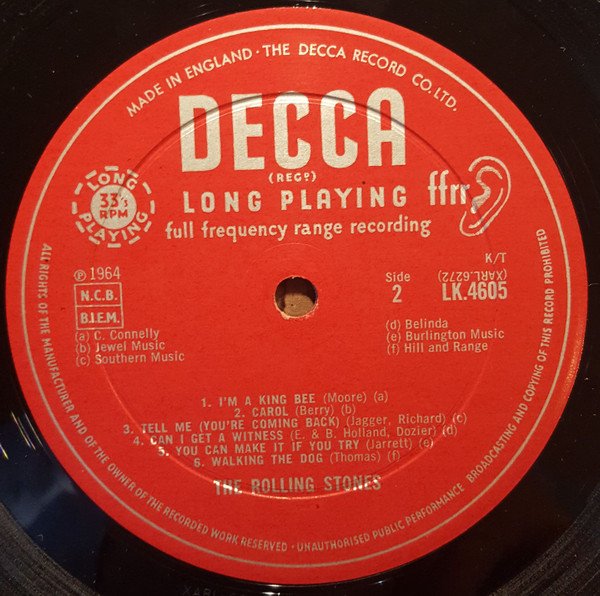 MADE IN ENGLAND · THE DECCA RECORD CO. LTD.
DECCA
(REGD)
LONG PLAYING
33⅓
RPM
LONG PLAYING
ffrr
full frequency range recording
K/T
℗ 1964
Side
2
(XARL.6272)
LK.4605
N.C.B.
B.I.E.M.
(a) C. Connelly
(b) Jewel Music
(c) Southern Music
(d) Belinda
(e) Burlington Music
(f) Hill and Range
1. I'M A KING BEE (Moore) (a)
2. CAROL (Berry) (b)
3. TELL ME (YOU'RE COMING BACK) (Jagger, Richard) (c)
4. CAN I GET A WITNESS (E. & B. Holland, Dozier) (d)
5. YOU CAN MAKE IT IF YOU TRY (Jarrett) (e)
6. WALKING THE DOG (Thomas) (f)
THE ROLLING STONES
ALL RIGHTS OF THE MANUFACTURER AND OF THE OWNER OF THE RECORDED WORK RESERVED · UNAUTHORISED PUBLIC PERFORMANCE BROADCASTING AND COPYING OF THIS RECORD PROHIBITED